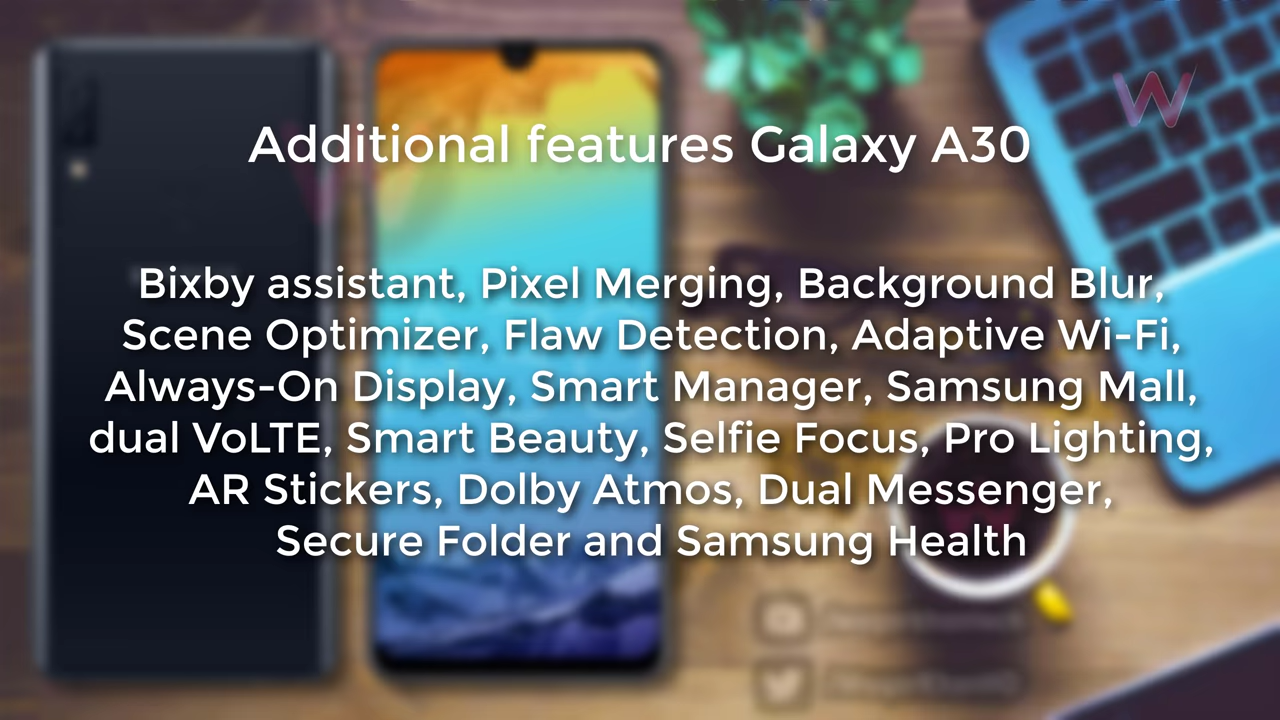 W
Additional features Galaxy A30
Bixby assistant, Pixel Merging, Background Blur,
Scene Optimizer, Flaw Detection, Adaptive Wi-Fi,
Always-On Display, Smart Manager, Samsung Mall,
dual VoLTE, Smart Beauty, Selfie Focus, Pro Lighting,
AR Stickers, Dolby Atmos, Dual Messenger,
Secure Folder and Samsung Health